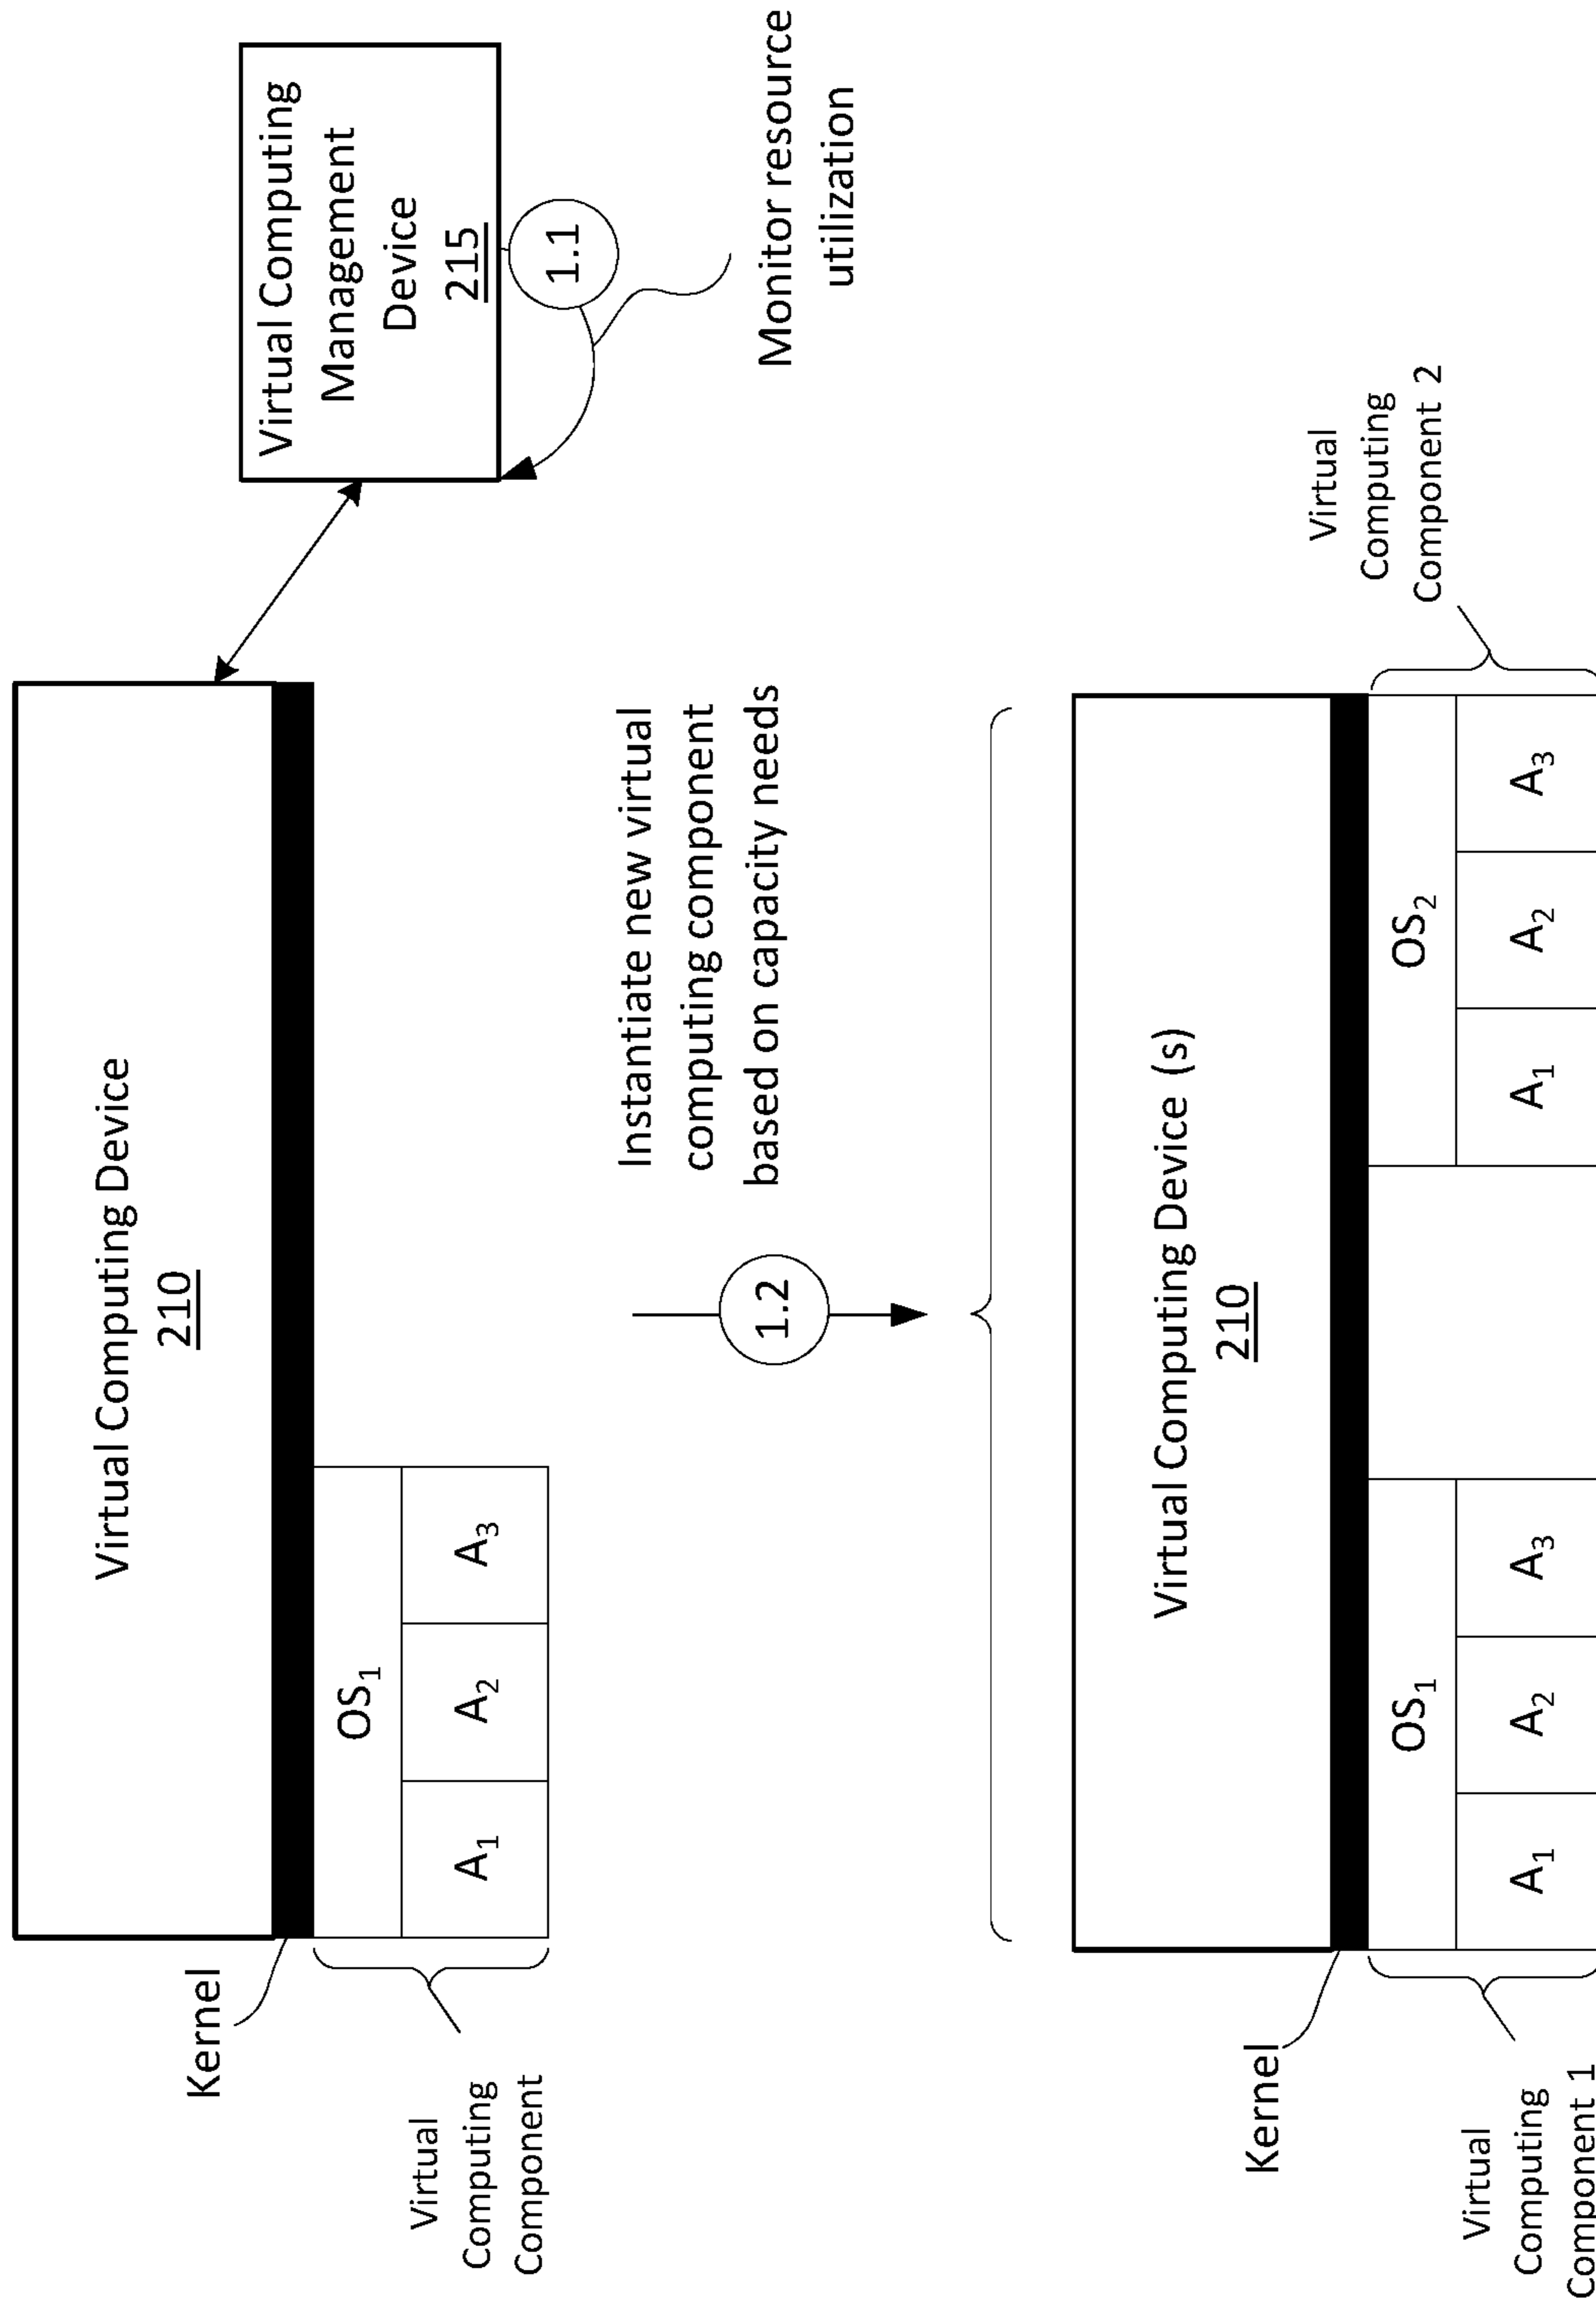 Virtual Computing Device
210
Virtual Computing
Management
Device
215
1.1
Monitor resource
utilization
Kernel
Virtual
Computing
Component
OS1
A1
A2
A3
1.2
Instantiate new virtual
computing component
based on capacity needs
Virtual Computing Device (s)
210
Kernel
Virtual
Computing
Component 1
OS1
A1
A2
A3
OS2
A1
A2
A3
Virtual
Computing
Component 2